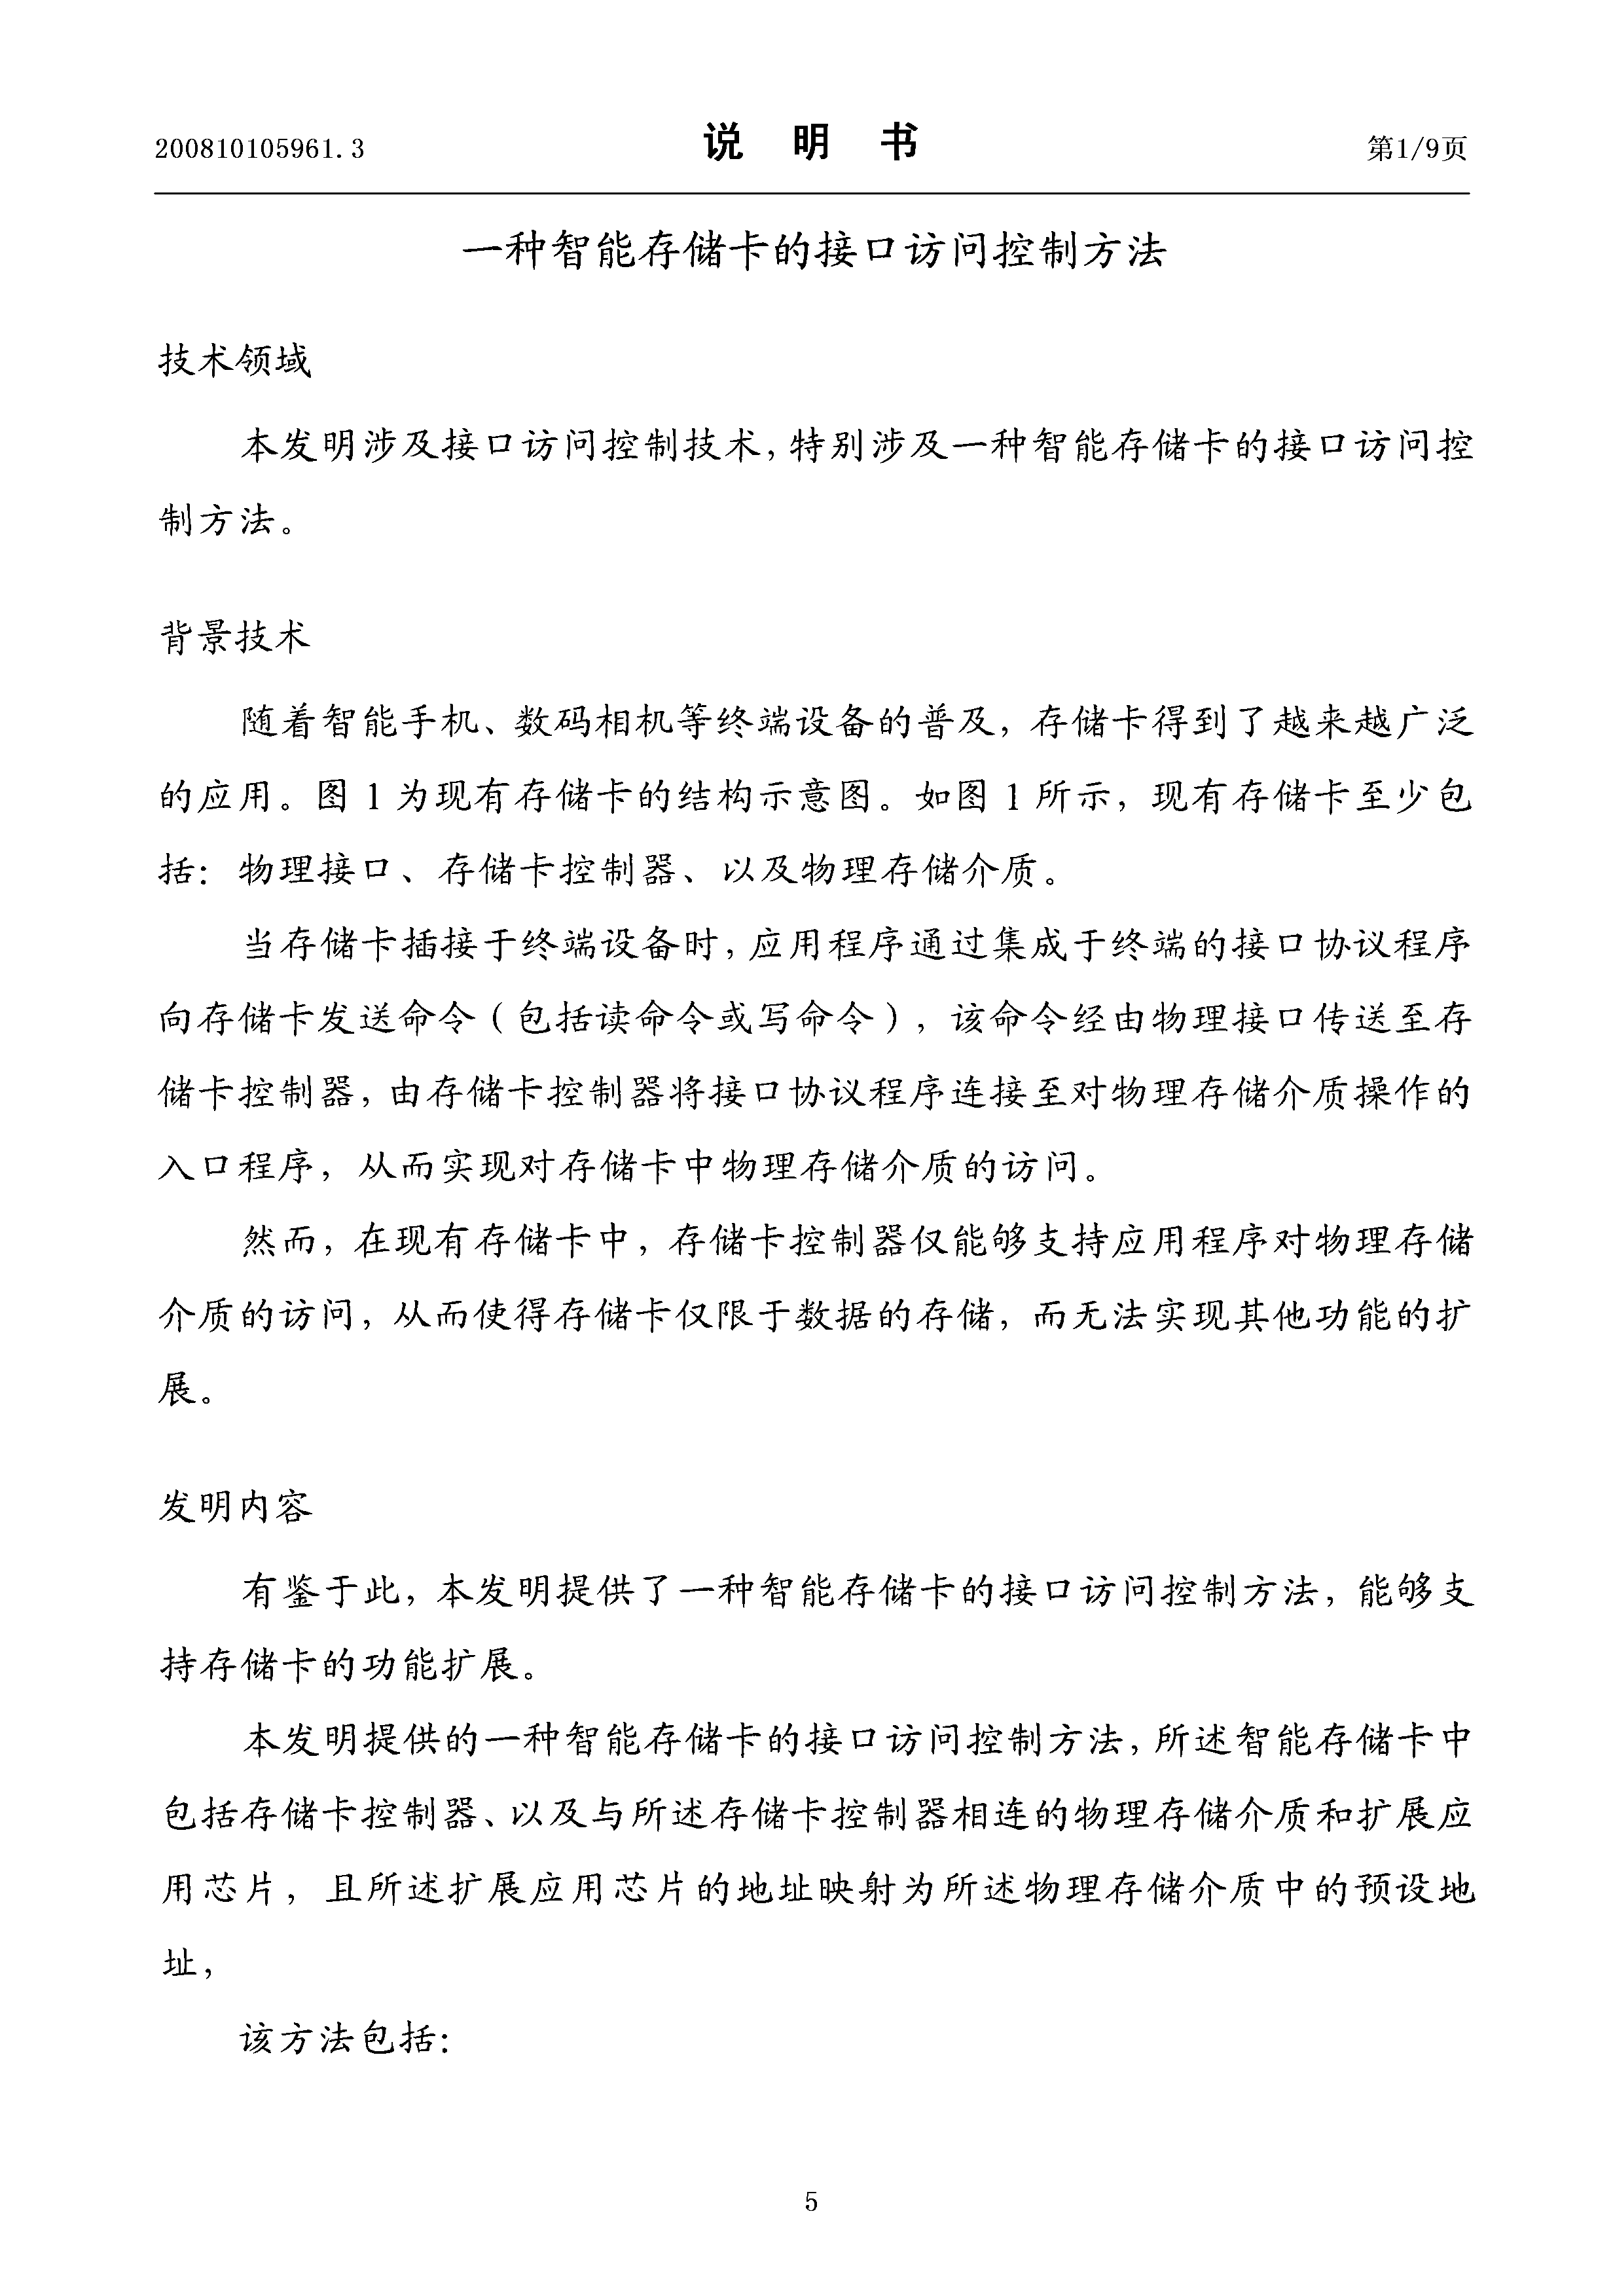 200810105961.3
说 明 书
第1/9页
一种智能存储卡的接口访问控制方法
技术领域
本发明涉及接口访问控制技术,特别涉及一种智能存储卡的接口访问控
制方法。
背景技术
随着智能手机、数码相机等终端设备的普及，存储卡得到了越来越广泛
的应用。图 1 为现有存储卡的结构示意图。如图 1 所示，现有存储卡至少包
括：物理接口、存储卡控制器、以及物理存储介质。
当存储卡插接于终端设备时,应用程序通过集成于终端的接口协议程序
向存储卡发送命令（包括读命令或写命令），该命令经由物理接口传送至存
储卡控制器,由存储卡控制器将接口协议程序连接至对物理存储介质操作的
入口程序，从而实现对存储卡中物理存储介质的访问。
然而，在现有存储卡中，存储卡控制器仅能够支持应用程序对物理存储
介质的访问，从而使得存储卡仅限于数据的存储，而无法实现其他功能的扩
展。
发明内容
有鉴于此，本发明提供了一种智能存储卡的接口访问控制方法，能够支
持存储卡的功能扩展。
本发明提供的一种智能存储卡的接口访问控制方法,所述智能存储卡中
包括存储卡控制器、以及与所述存储卡控制器相连的物理存储介质和扩展应
用芯片，且所述扩展应用芯片的地址映射为所述物理存储介质中的预设地
址，
该方法包括：
5